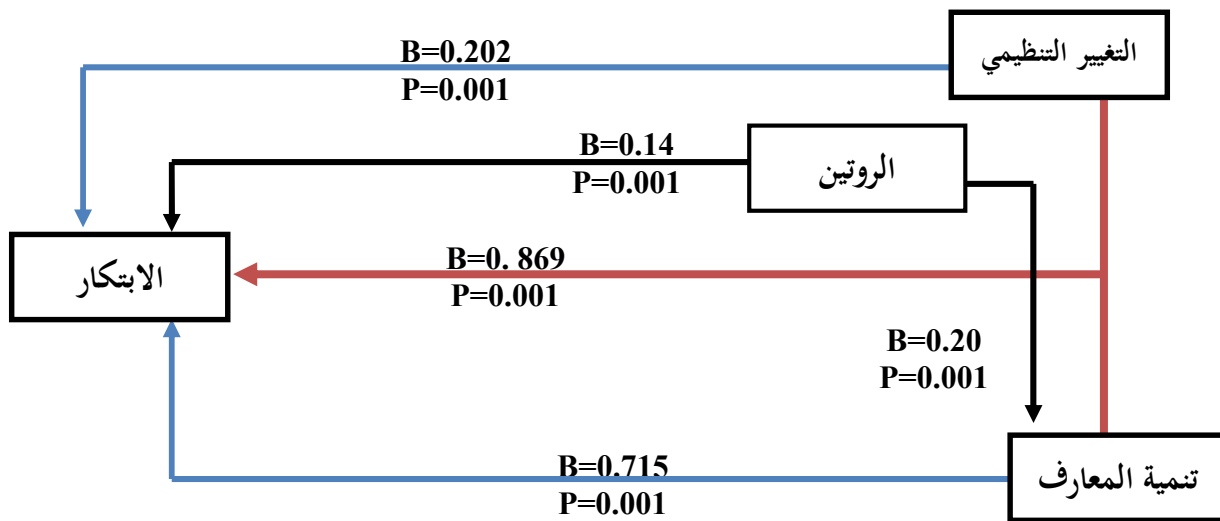 التغيير التنظيمي
B=0.202
P=0.001
الروتين
B=0.14
P=0.001
الابتكار
B=0. 869
P=0.001
B=0.20
P=0.001
تنمية المعارف
B=0.715
P=0.001